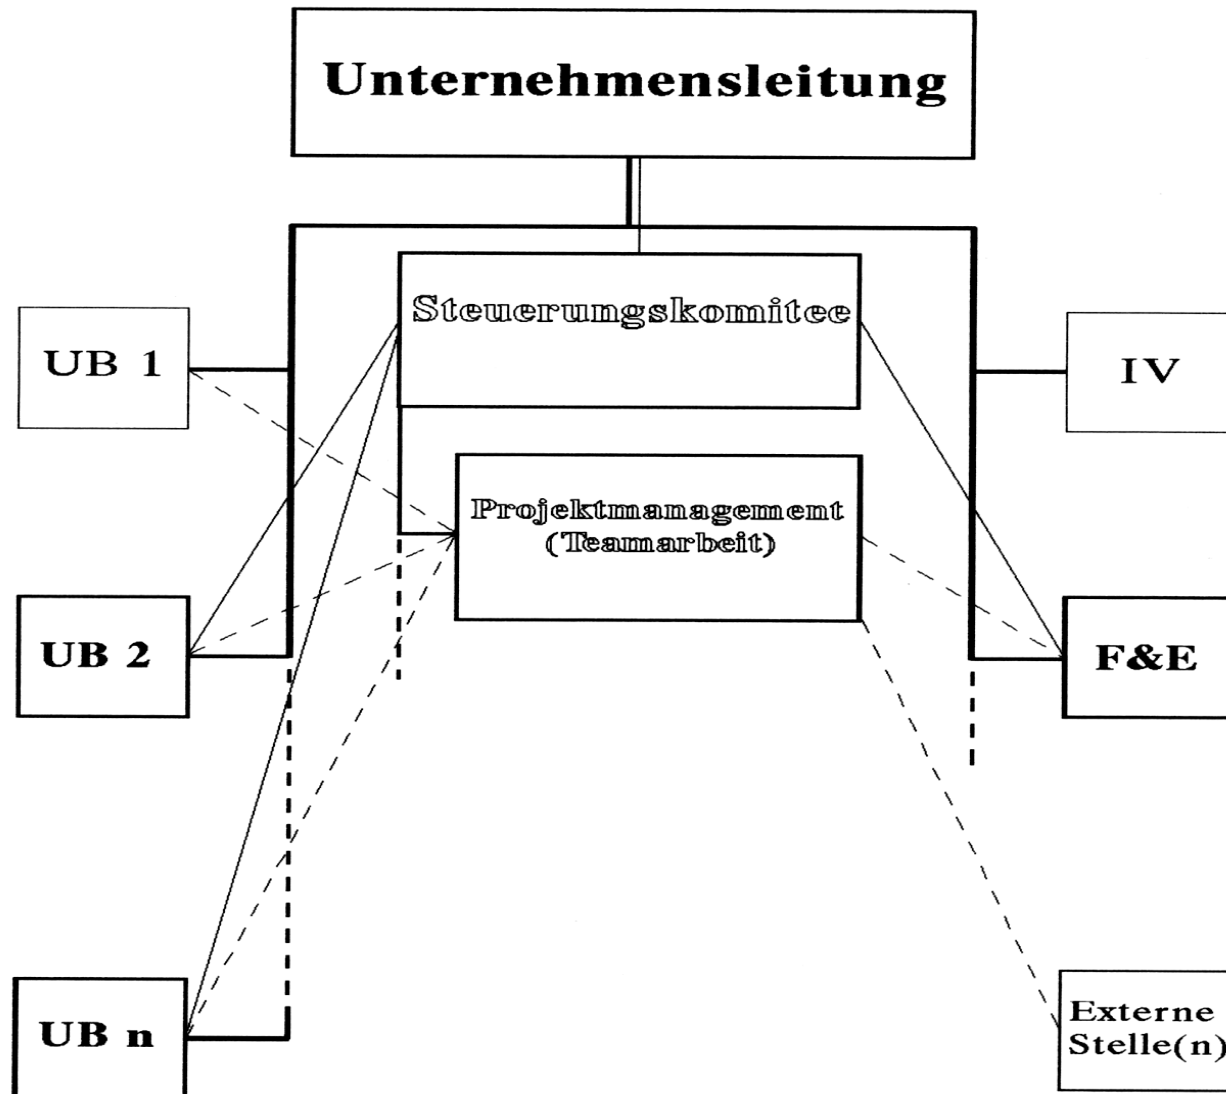 Unternehmensleitung
Steuerungskomitee
UB 1
IV
Projektmanagement
(Teamarbeit)
UB 2
F&E
UB n
Externe
Stelle(n)